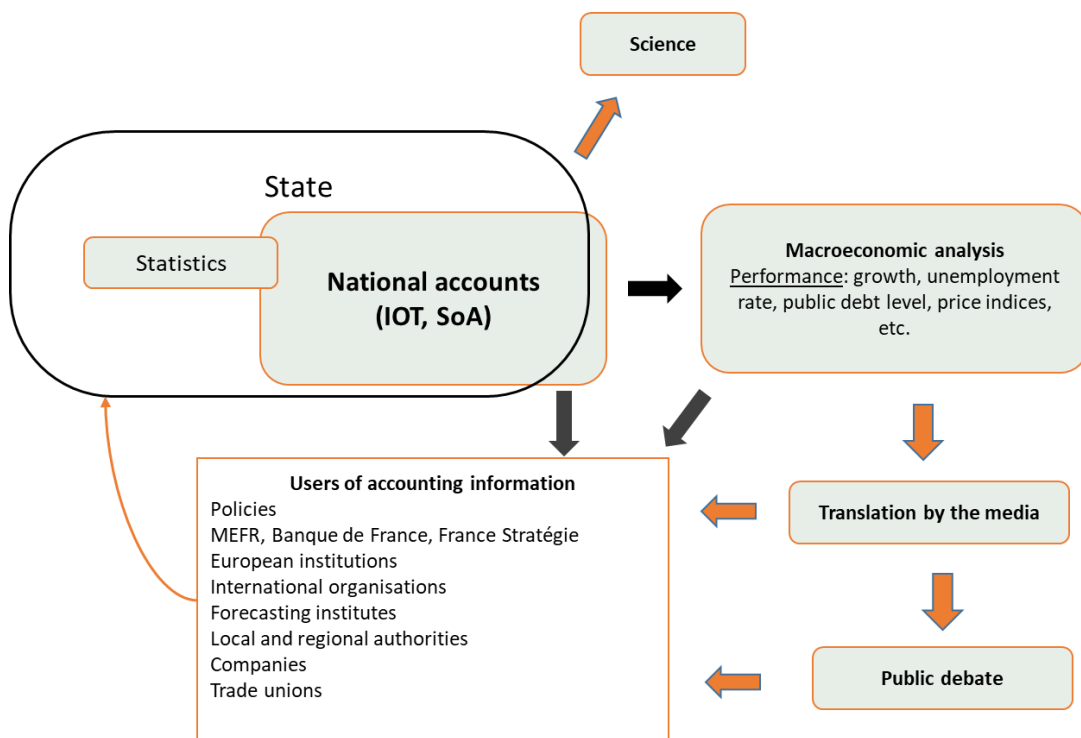 Science
State
Statistics
National accounts
(IOT, SoA)
Macroeconomic analysis
Performance: growth, unemployment
rate, public debt level, price indices,
etc.
Users of accounting information
Policies
MEFR, Banque de France, France Stratégie
European institutions
International organisations
Forecasting institutes
Local and regional authorities
Companies
Trade unions
Translation by the media
Public debate